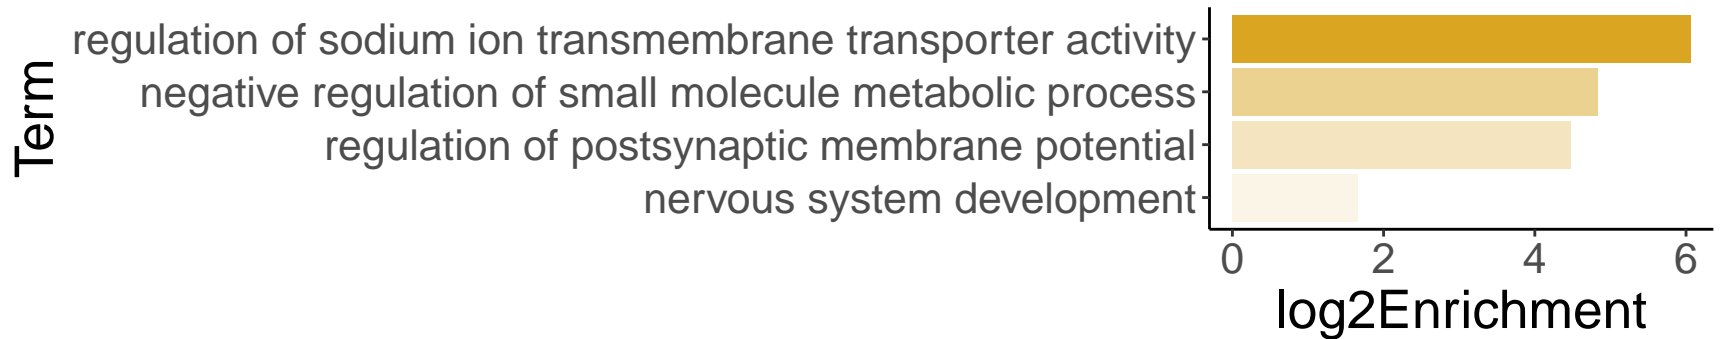 Term
regulation of sodium ion transmembrane transporter activity
negative regulation of small molecule metabolic process
regulation of postsynaptic membrane potential
nervous system development
0 2 4 6
log2Enrichment